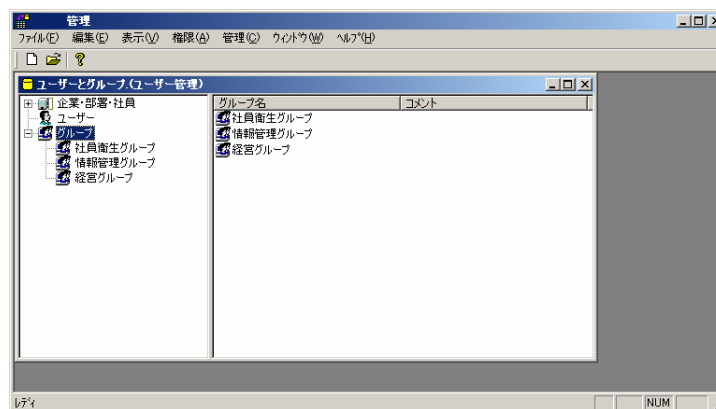 管理
ファイル(F) 編集(E) 表示(V) 権限(A) 管理(C) ウィンドウ(W) ヘルプ(H)
ユーザーとグループ.(ユーザー管理)
企業・部署・社員
ユーザー
グループ
社員衛生グループ
情報管理グループ
経営グループ
グループ名 コメント
社員衛生グループ
情報管理グループ
経営グループ
レディ NUM